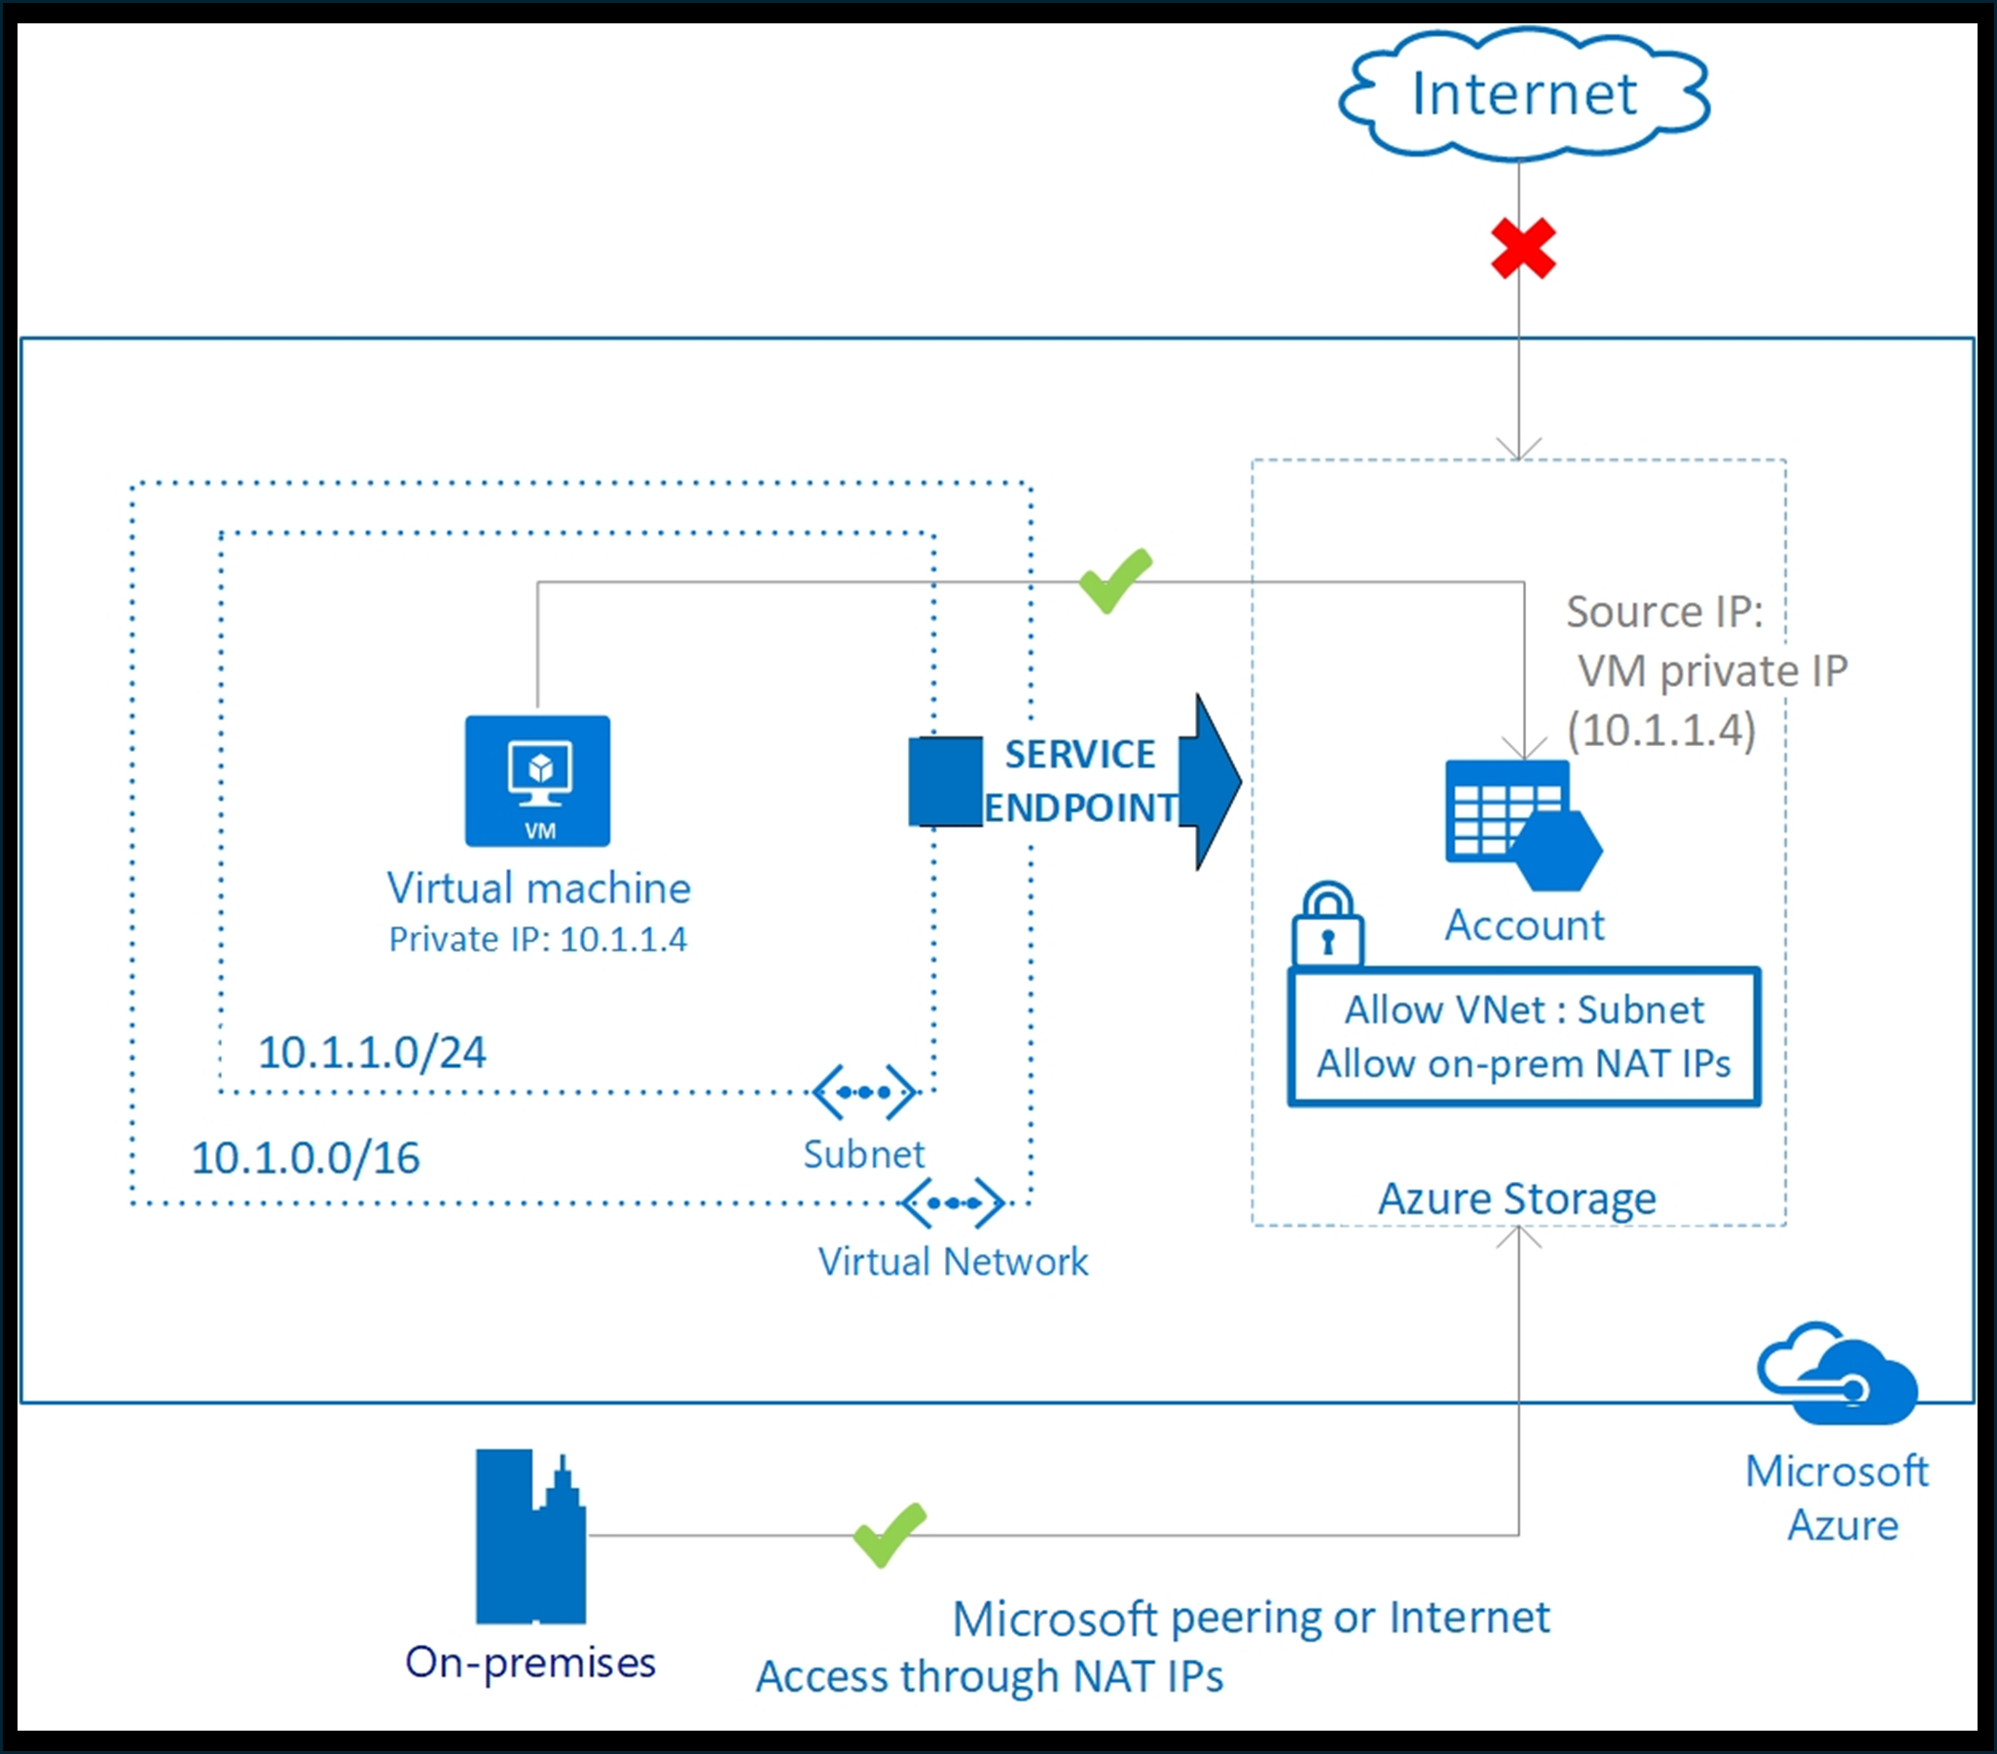 Internet
Source IP:
VM private IP
(10.1.1.4)
SERVICE
ENDPOINT
VM
Virtual machine
Private IP: 10.1.1.4
Account
Allow VNet : Subnet
Allow on-prem NAT IPs
10.1.1.0/24
Subnet
10.1.0.0/16
Azure Storage
Virtual Network
Microsoft
Azure
On-premises
Microsoft peering or Internet
Access through NAT IPs